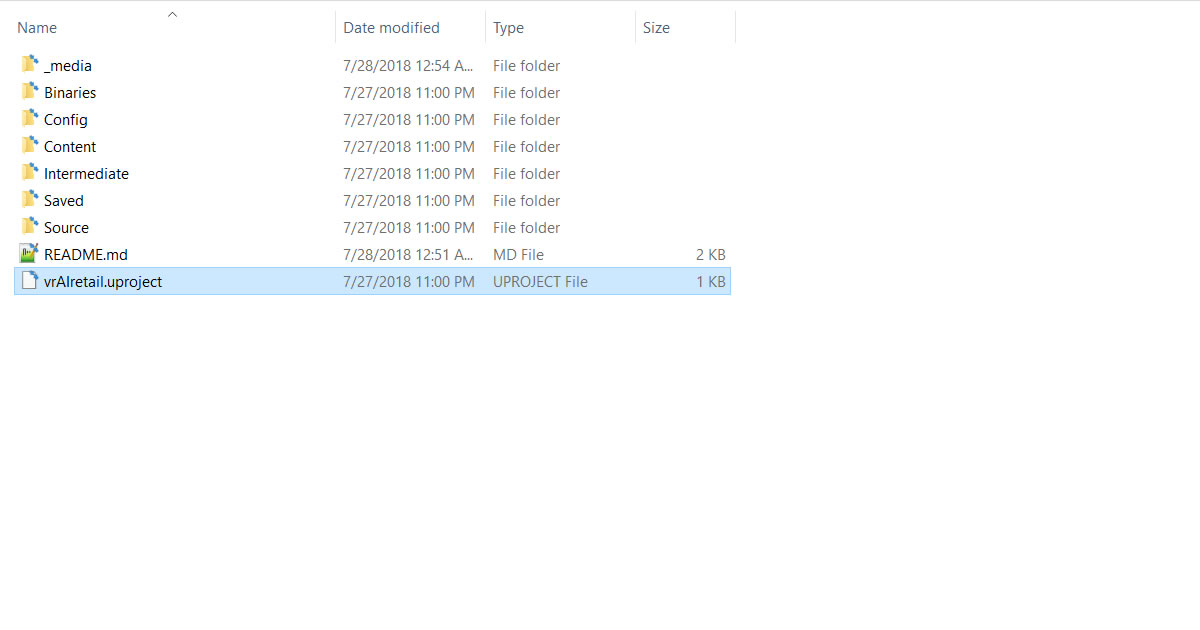 Name Date modified Type Size
_media 7/28/2018 12:54 A... File folder
Binaries 7/27/2018 11:00 PM File folder
Config 7/27/2018 11:00 PM File folder
Content 7/27/2018 11:00 PM File folder
Intermediate 7/27/2018 11:00 PM File folder
Saved 7/27/2018 11:00 PM File folder
Source 7/27/2018 11:00 PM File folder
README.md 7/28/2018 12:51 A... MD File 2 KB
vrAIretail.uproject 7/27/2018 11:00 PM UPROJECT File 1 KB